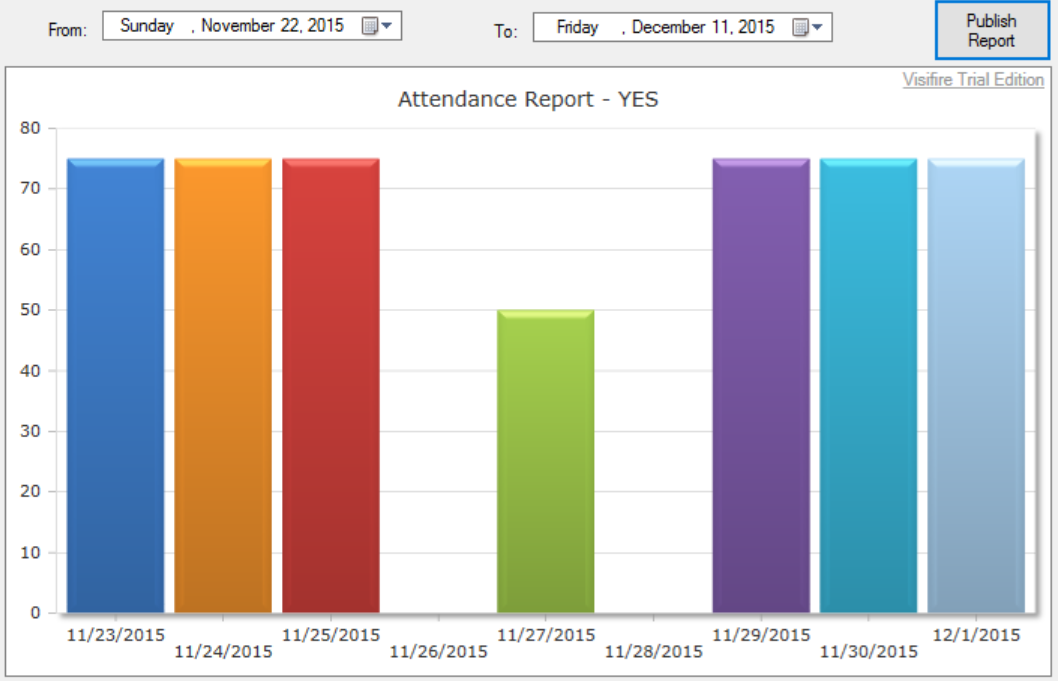 From: Sunday , November 22, 2015 To: Friday , December 11, 2015 Publish Report
Visifire Trial Edition
Attendance Report - YES
80
70
60
50
40
30
20
10
0
11/23/2015 11/25/2015 11/27/2015 11/29/2015 12/1/2015
11/24/2015 11/26/2015 11/28/2015 11/30/2015